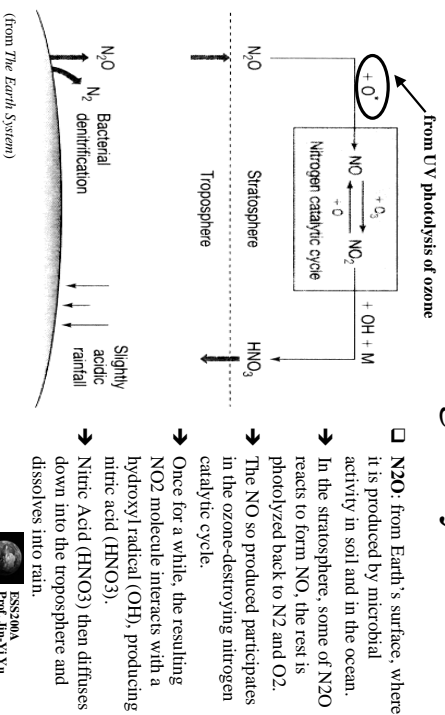 from UV photolysis of ozone
+ O*
NO
+ O3
+ O
NO2
Nitrogen catalytic cycle
+ OH + M
N2O
Stratosphere
HNO3
Troposphere
N2O
N2
Bacterial
denitrification
Slightly
acidic
rainfall
(from The Earth System)
❑ N2O: from Earth's surface, where
it is produced by microbial
activity in soil and in the ocean.
➔ In the stratosphere, some of N2O
reacts to form NO, the rest is
photolyzed back to N2 and O2.
➔ The NO so produced participates
in the ozone-destroying nitrogen
catalytic cycle.
➔ Once for a while, the resulting
NO2 molecule interacts with a
hydroxyl radical (OH), producing
nitric acid (HNO3).
➔ Nitric Acid (HNO3) then diffuses
down into the troposphere and
dissolves into rain.
ESS200A
Prof. Jin-Yi Yu